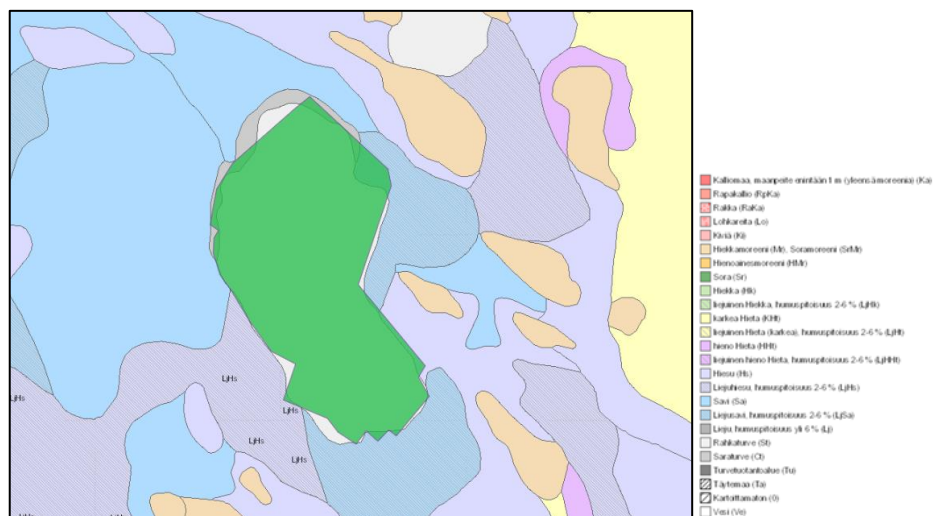 LjHs
LjHs
LjHs
LjHs
LjHs
LjHs
LjHs
Kalliomaa, maanpeite enintään 1 m (yleensä moreenia) (Ka)
Rapakallio (RpKa)
Rakka (RaKa)
Lohkareita (Lo)
Kiviä (Ki)
Hiekkamoreeni (Mr), Soramoreeni (SrMr)
Hienoainesmoreeni (HMr)
Sora (Sr)
Hiekka (Hk)
liejuinen Hiekka, humuspitoisuus 2-6 % (LjHk)
karkea Hieta (KHt)
liejuinen Hieta (karkea), humuspitoisuus 2-6 % (LjHt)
hieno Hieta (HHt)
liejuinen hieno Hieta, humuspitoisuus 2-6 % (LjHHt)
Hiesu (Hs)
Liejuhiesu, humuspitoisuus 2-6 % (LjHs)
Savi (Sa)
Liejusavi, humuspitoisuus 2-6 % (LjSa)
Lieju, humuspitoisuus yli 6 % (Lj)
Rahkaturve (St)
Saraturve (Ct)
Turvetuotantoalue (Tu)
Täytemaa (Ta)
Kartoittamaton (0)
Vesi (Ve)